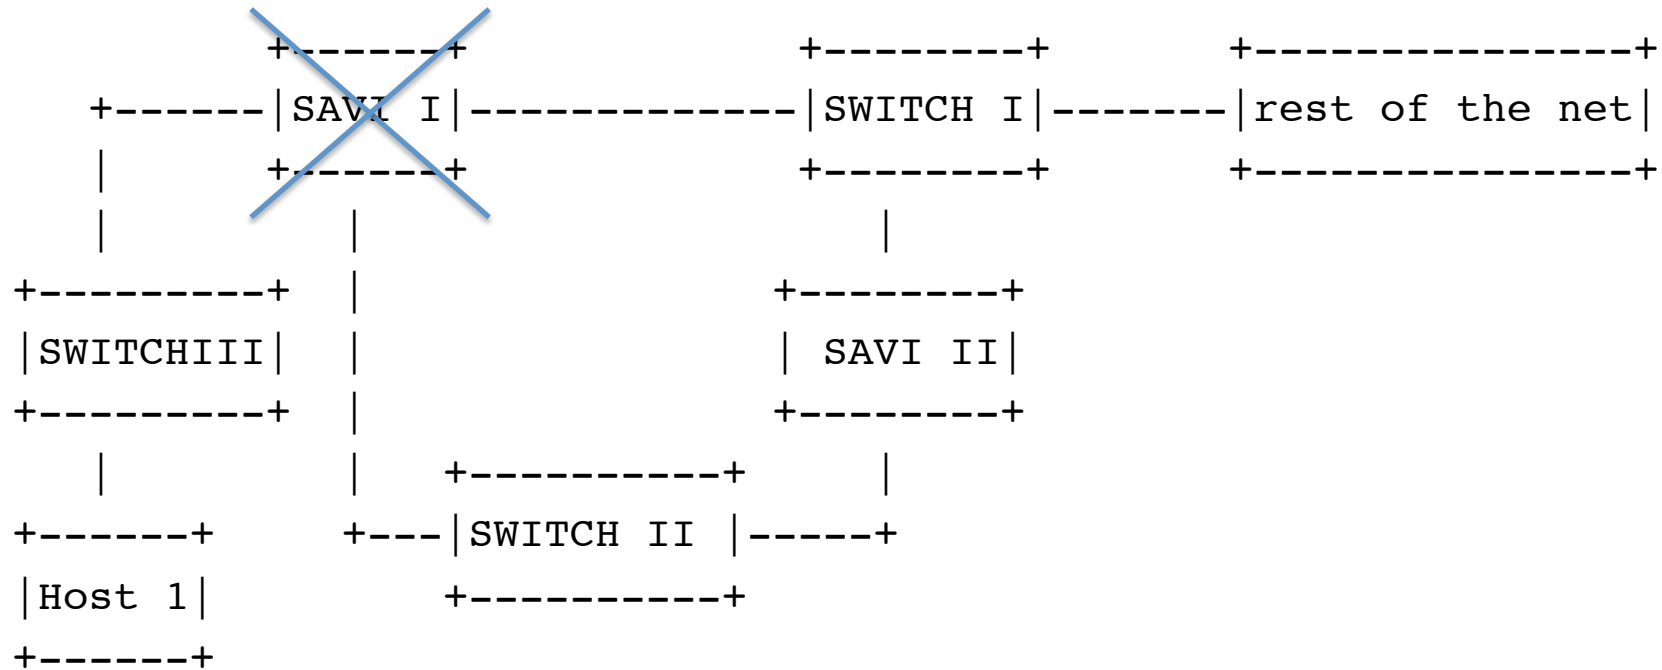 SAVI I
SWITCH I
rest of the net
SWITCHIII
SAVI II
SWITCH II
Host 1